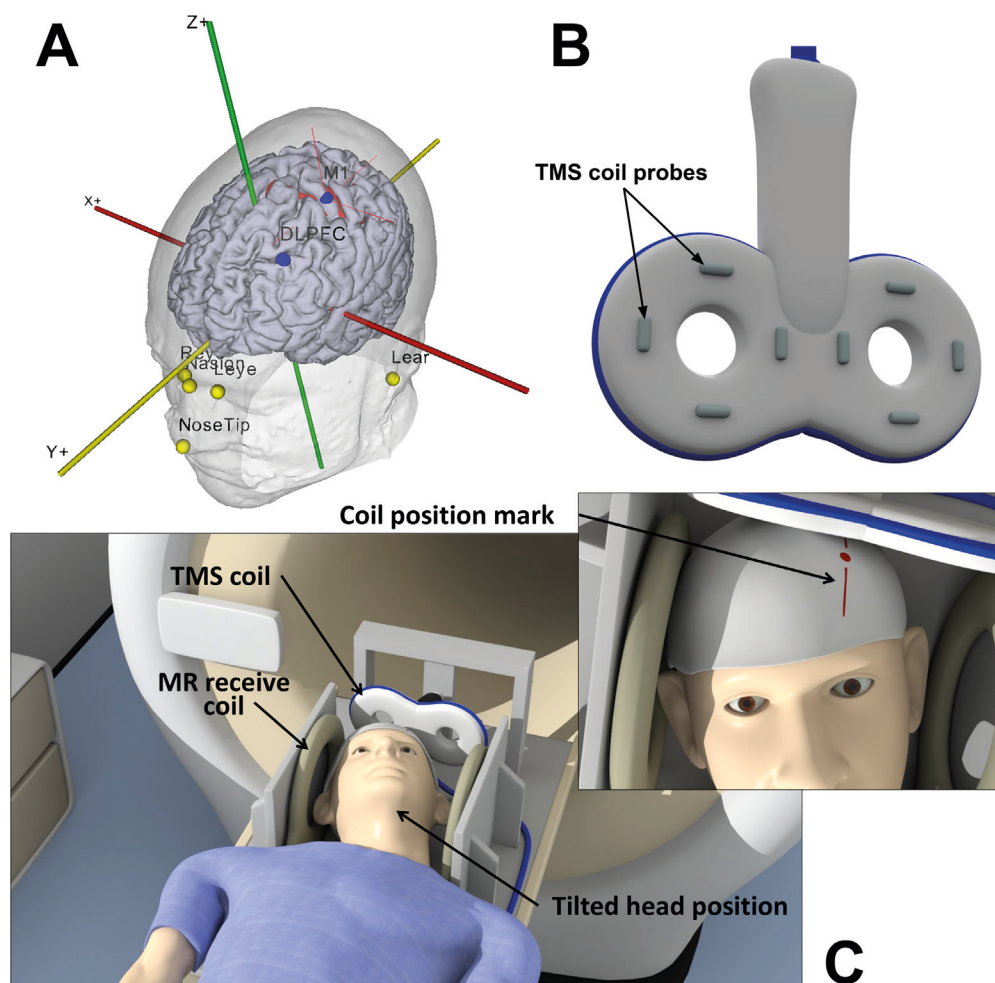 A
Z+
X+
M1
DLPFC
Nasion
Leye
Lear
NoseTip
Y+
B
TMS coil probes
Coil position mark
TMS coil
MR receive
coil
Tilted head position
C